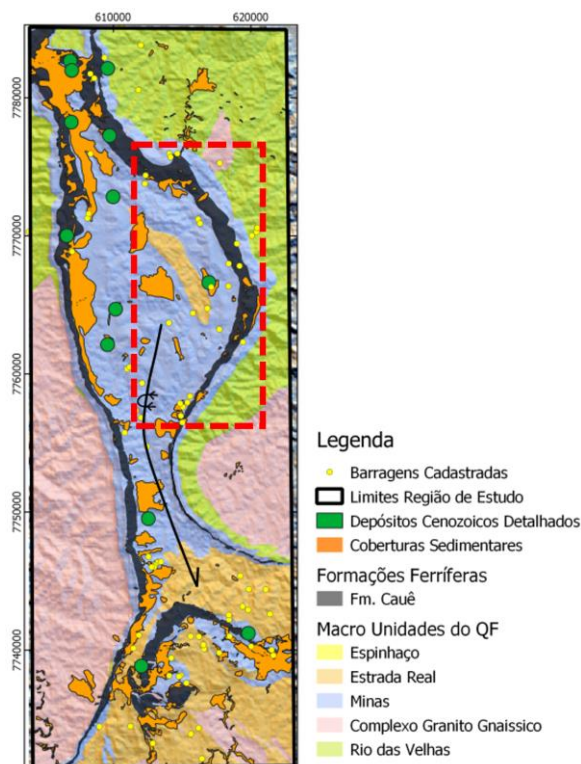 610000
620000
7780000
7770000
7760000
7750000
7740000
Legenda
Barragens Cadastradas
Limites Região de Estudo
Depósitos Cenozoicos Detalhados
Coberturas Sedimentares
Formações Ferríferas
Fm. Cauê
Macro Unidades do QF
Espinhaço
Estrada Real
Minas
Complexo Granito Gnaissico
Rio das Velhas